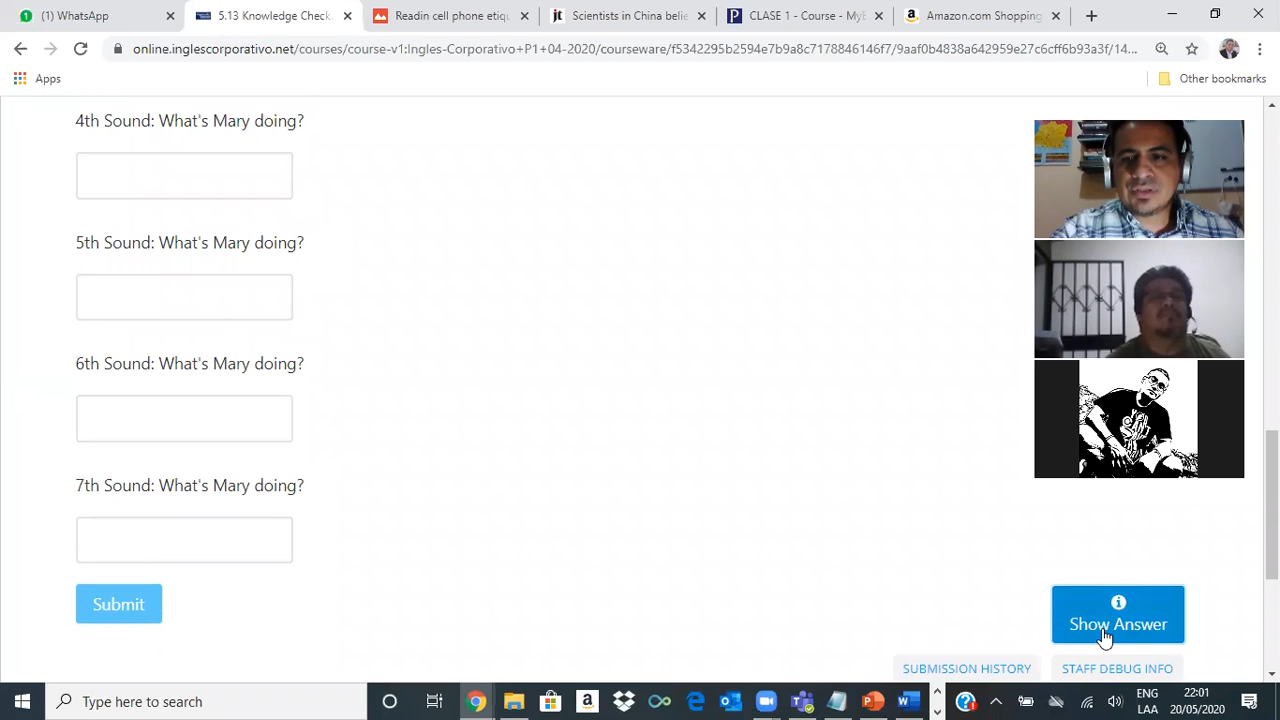 (1) WhatsApp
5.13 Knowledge Check
Readin cell phone etiq
Scientists in China belie
CLASE 1 - Course - MyE
Amazon.com Shopping
online.inglescorporativo.net/courses/course-v1:Ingles-Corporativo+P1+04-2020/courseware/f5342295b2594e7b9a8c7178846146f7/9aaf0b4838a642959e27c6cff6b93a3f/14...
Apps
Other bookmarks
4th Sound: What's Mary doing?
5th Sound: What's Mary doing?
6th Sound: What's Mary doing?
7th Sound: What's Mary doing?
Submit
Show Answer
SUBMISSION HISTORY
STAFF DEBUG INFO
Type here to search
ENG
LAA
22:01
20/05/2020